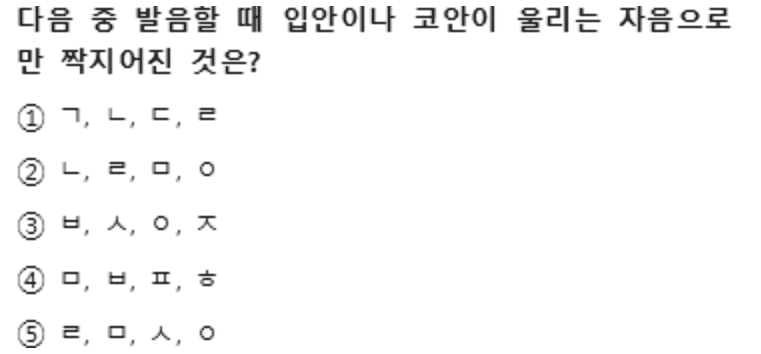 다음 중 발음할 때 입안이나 코안이 울리는 자음으로
만 짝지어진 것은?
① ㄱ, ㄴ, ㄷ, ㄹ
② ㄴ, ㄹ, ㅁ, ㅇ
③ ㅂ, ㅅ, ㅇ, ㅈ
④ ㅁ, ㅂ, ㅍ, ㅎ
⑤ ㄹ, ㅁ, ㅅ, ㅇ